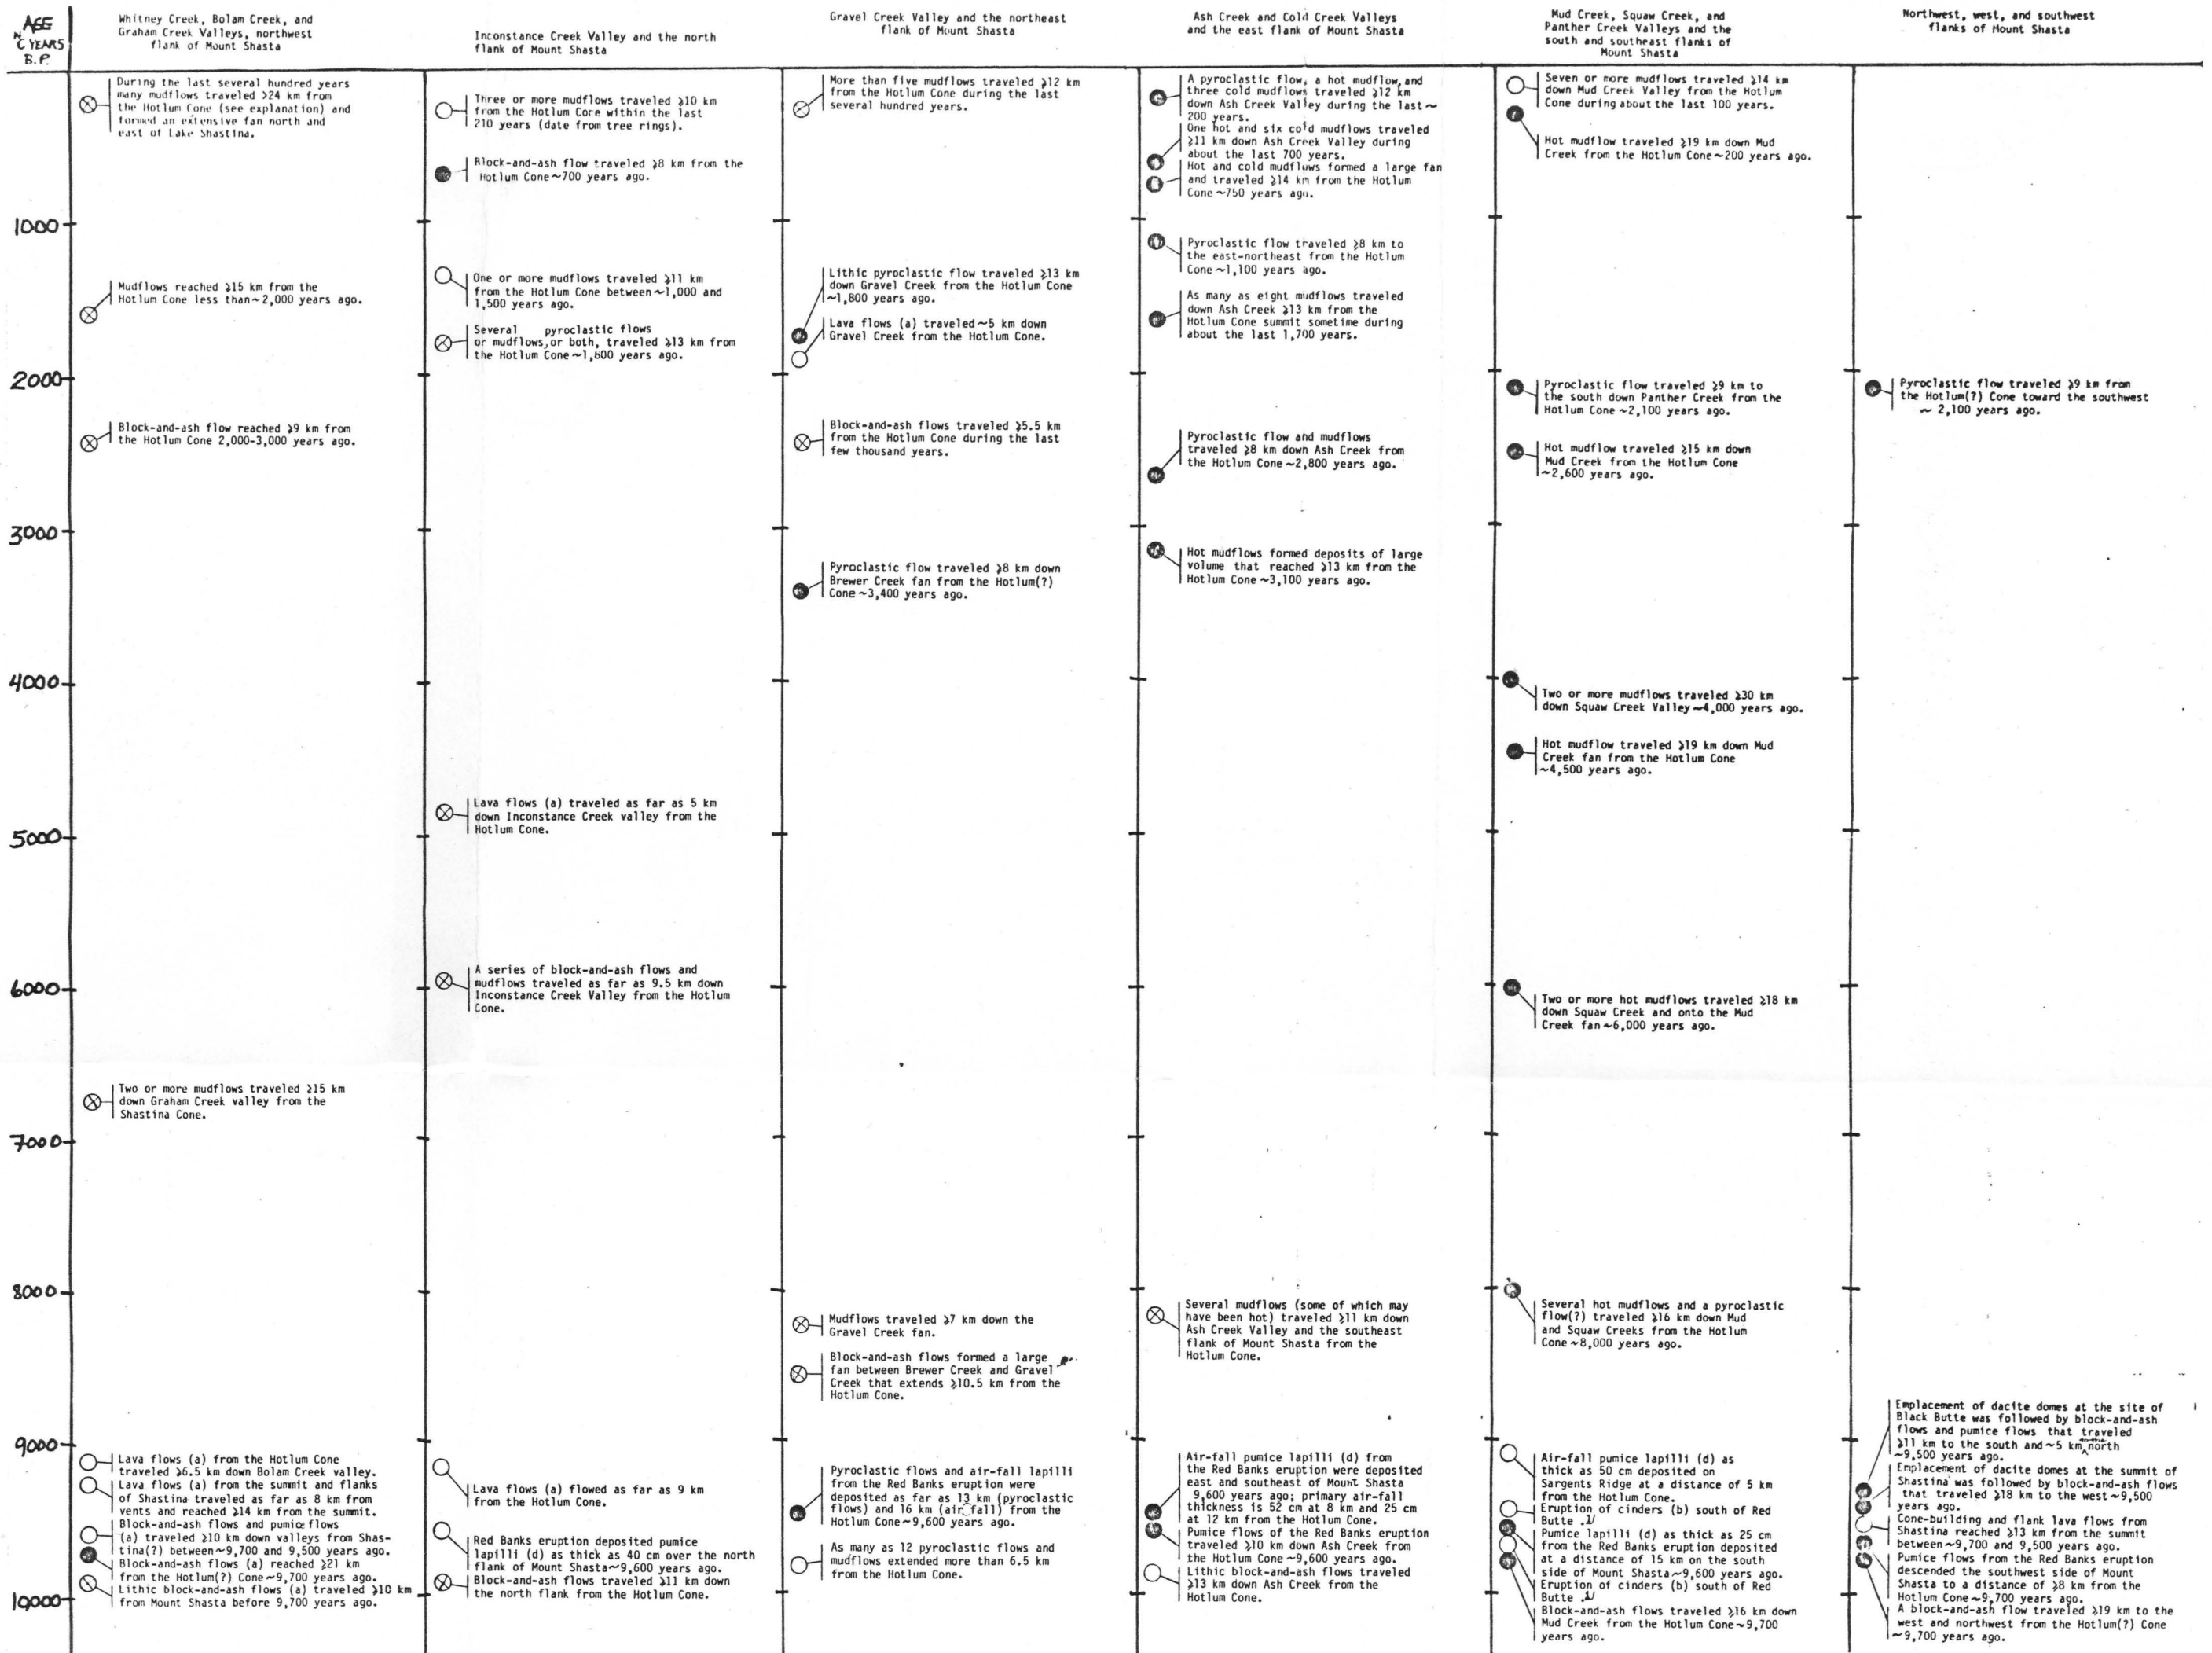 AGE
N
C YEARS
B.P.
1000
2000
3000
4000
5000
6000
7000
8000
9000
10,000
Whitney Creek, Bolam Creek, and
Graham Creek Valleys, northwest
flank of Mount Shasta
During the last several hundred years
many mudflows traveled >24 km from
the Hotlum Cone (see explanation) and
formed an extensive fan north and
east of Lake Shastina.
Mudflows reached ≥15 km from the
Hotlum Cone less than ~ 2,000 years ago.
Block-and-ash flow reached ≥9 km from
the Hotlum Cone 2,000-3,000 years ago.
Two or more mudflows traveled ≥15 km
down Graham Creek valley from the
Shastina Cone.
Lava flows (a) from the Hotlum Cone
traveled ≥6.5 km down Bolam Creek valley.
Lava flows (a) from the summit and flanks
of Shastina traveled as far as 8 km from
vents and reached ≥14 km from the summit.
Block-and-ash flows and pumice flows
(a) traveled ≥10 km down valleys from Shas-
tina(?) between ~9,700 and 9,500 years ago.
Block-and-ash flows (a) reached ≥21 km
from the Hotlum(?) Cone ~9,700 years ago.
Lithic block-and-ash flows (a) traveled ≥10 km
from Mount Shasta before 9,700 years ago.
Inconstance Creek Valley and the north
flank of Mount Shasta
Three or more mudflows traveled ≥10 km
from the Hotlum Core within the last
210 years (date from tree rings).
Block-and-ash flow traveled ≥8 km from the
Hotlum Cone ~700 years ago.
One or more mudflows traveled ≥11 km
from the Hotlum Cone between ~1,000 and
1,500 years ago.
Several pyroclastic flows
or mudflows, or both, traveled ≥13 km from
the Hotlum Cone ~1,800 years ago.
Lava flows (a) traveled as far as 5 km
down Inconstance Creek valley from the
Hotlum Cone.
A series of block-and-ash flows and
mudflows traveled as far as 9.5 km down
Inconstance Creek Valley from the Hotlum
Cone.
Lava flows (a) flowed as far as 9 km
from the Hotlum Cone.
Red Banks eruption deposited pumice
lapilli (d) as thick as 40 cm over the north
flank of Mount Shasta ~9,600 years ago.
Block-and-ash flows traveled ≥11 km down
the north flank from the Hotlum Cone.
Gravel Creek Valley and the northeast
flank of Mount Shasta
More than five mudflows traveled ≥12 km
from the Hotlum Cone during the last
several hundred years.
Lithic pyroclastic flow traveled ≥13 km
down Gravel Creek from the Hotlum Cone
~1,800 years ago.
Lava flows (a) traveled ~5 km down
Gravel Creek from the Hotlum Cone.
Block-and-ash flows traveled ≥5.5 km
from the Hotlum Cone during the last
few thousand years.
Pyroclastic flow traveled ≥8 km down
Brewer Creek fan from the Hotlum(?)
Cone ~3,400 years ago.
Mudflows traveled ≥7 km down the
Gravel Creek fan.
Block-and-ash flows formed a large
fan between Brewer Creek and Gravel
Creek that extends ≥10.5 km from the
Hotlum Cone.
Pyroclastic flows and air-fall lapilli
from the Red Banks eruption were
deposited as far as 13 km (pyroclastic
flows) and 16 km (air fall) from the
Hotlum Cone ~9,600 years ago.
As many as 12 pyroclastic flows and
mudflows extended more than 6.5 km
from the Hotlum Cone.
Ash Creek and Cold Creek Valleys
and the east flank of Mount Shasta
A pyroclastic flow, a hot mudflow, and
three cold mudflows traveled ≥12 km
down Ash Creek Valley during the last ~
200 years.
One hot and six cold mudflows traveled
≥11 km down Ash Creek Valley during
about the last 700 years.
Hot and cold mudflows formed a large fan
and traveled ≥14 km from the Hotlum
Cone ~750 years ago.
Pyroclastic flow traveled ≥8 km to
the east-northeast from the Hotlum
Cone ~1,100 years ago.
As many as eight mudflows traveled
down Ash Creek ≥13 km from the
Hotlum Cone summit sometime during
about the last 1,700 years.
Pyroclastic flow and mudflows
traveled ≥8 km down Ash Creek from
the Hotlum Cone ~2,800 years ago.
Hot mudflows formed deposits of large
volume that reached ≥13 km from the
Hotlum Cone ~3,100 years ago.
Several mudflows (some of which may
have been hot) traveled ≥11 km down
Ash Creek Valley and the southeast
flank of Mount Shasta from the
Hotlum Cone.
Air-fall pumice lapilli (d) from
the Red Banks eruption were deposited
east and southeast of Mount Shasta
9,600 years ago; primary air-fall
thickness is 52 cm at 8 km and 25 cm
at 12 km from the Hotlum Cone.
Pumice flows of the Red Banks eruption
traveled ≥10 km down Ash Creek from
the Hotlum Cone ~9,600 years ago.
Lithic block-and-ash flows traveled
≥13 km down Ash Creek from the
Hotlum Cone.
Mud Creek, Squaw Creek, and
Panther Creek Valleys and the
south and southeast flanks of
Mount Shasta
Seven or more mudflows traveled ≥14 km
down Mud Creek Valley from the Hotlum
Cone during about the last 100 years.
Hot mudflow traveled ≥19 km down Mud
Creek from the Hotlum Cone ~200 years ago.
Pyroclastic flow traveled ≥9 km to
the south down Panther Creek from the
Hotlum Cone ~2,100 years ago.
Hot mudflow traveled ≥15 km down
Mud Creek from the Hotlum Cone
~2,600 years ago.
Two or more mudflows traveled ≥30 km
down Squaw Creek Valley ~4,000 years ago.
Hot mudflow traveled ≥19 km down Mud
Creek fan from the Hotlum Cone
~4,500 years ago.
Two or more hot mudflows traveled ≥18 km
down Squaw Creek and onto the Mud
Creek fan ~6,000 years ago.
Several hot mudflows and a pyroclastic
flow(?) traveled ≥16 km down Mud
and Squaw Creeks from the Hotlum
Cone ~8,000 years ago.
Air-fall pumice lapilli (d) as
thick as 50 cm deposited on
Sargents Ridge at a distance of 5 km
from the Hotlum Cone.
Eruption of cinders (b) south of Red
Butte .1/
Pumice lapilli (d) as thick as 25 cm
from the Red Banks eruption deposited
at a distance of 15 km on the south
side of Mount Shasta ~9,600 years ago.
Eruption of cinders (b) south of Red
Butte .1/
Block-and-ash flows traveled ≥16 km down
Mud Creek from the Hotlum Cone ~9,700
years ago.
Northwest, west, and southwest
flanks of Mount Shasta
Pyroclastic flow traveled ≥9 km from
the Hotlum(?) Cone toward the southwest
~ 2,100 years ago.
Emplacement of dacite domes at the site of
Black Butte was followed by block-and-ash
flows and pumice flows that traveled
≥11 km to the south and ~5 km to the north
~9,500 years ago.
Emplacement of dacite domes at the summit of
Shastina was followed by block-and-ash flows
that traveled ≥18 km to the west ~9,500
years ago.
Cone-building and flank lava flows from
Shastina reached ≥13 km from the summit
between ~9,700 and 9,500 years ago.
Pumice flows from the Red Banks eruption
descended the southwest side of Mount
Shasta to a distance of ≥8 km from the
Hotlum Cone ~9,700 years ago.
A block-and-ash flow traveled ≥19 km to the
west and northwest from the Hotlum(?) Cone
~9,700 years ago.